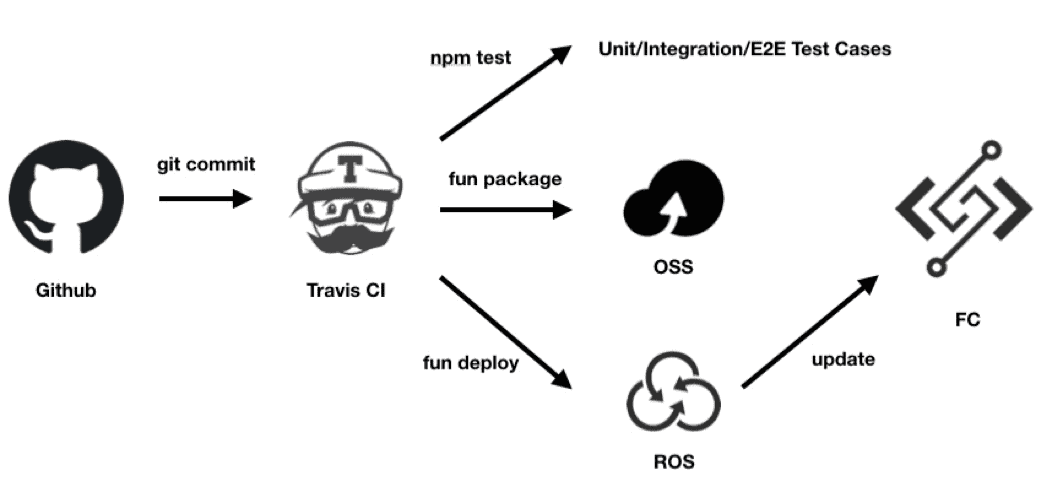 npm test
Unit/Integration/E2E Test Cases
git commit
T
fun package
Github
Travis CI
OSS
FC
fun deploy
update
ROS